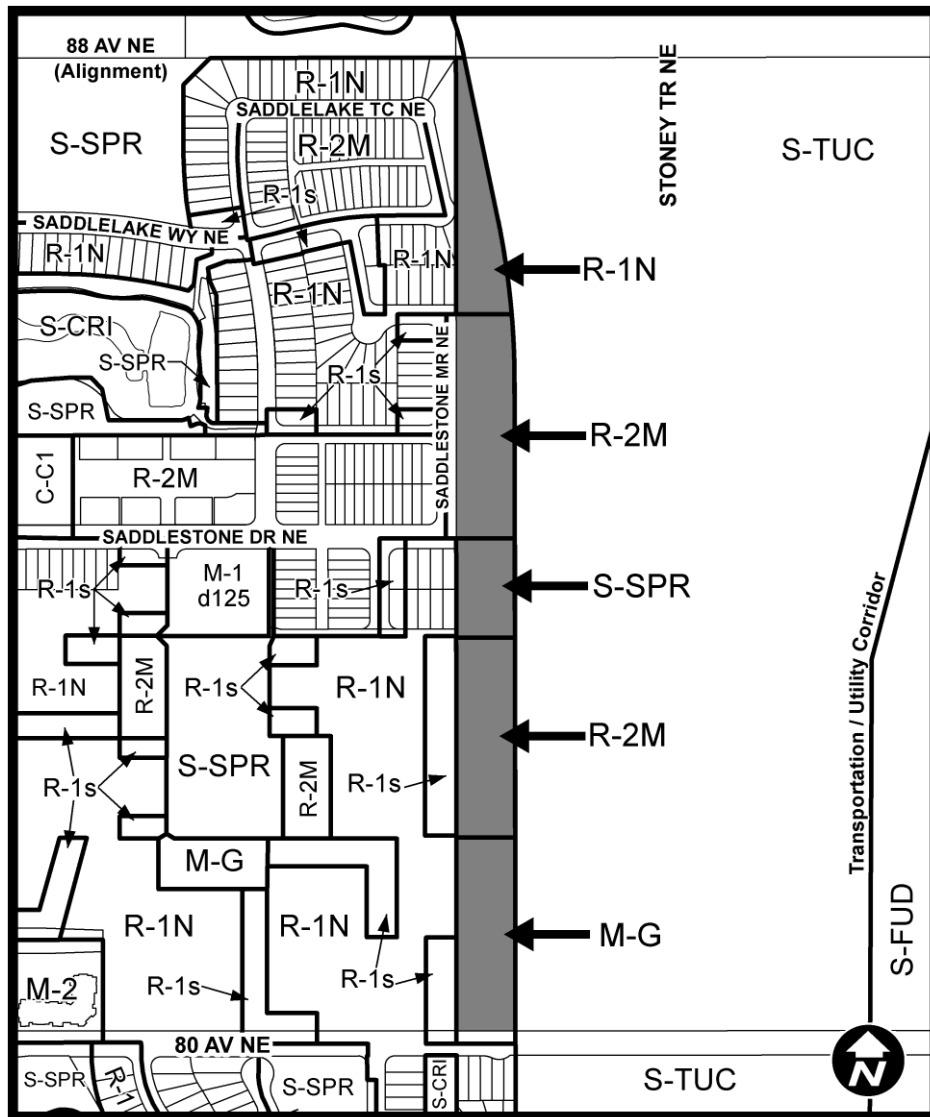 88 AV NE
(Alignment)
R-1N
SADDLELAKE TC NE
STONEY TR NE
S-SPR
R-2M
S-TUC
R-1s
SADDLELAKE WY NE
R-1N
R-1N
R-1N
R-1N
S-CRI
S-SPR
R-1s
SADDLESTONE MR NE
S-SPR
R-2M
C-C1
R-2M
SADDLESTONE DR NE
R-1s
M-1
d125
R-1s
S-SPR
R-1N
R-2M
R-1s
R-1N
R-2M
S-SPR
R-2M
R-1s
R-1s
Transportation / Utility Corridor
M-G
R-1N
R-1N
M-G
S-FUD
R-1s
R-1s
M-2
80 AV NE
S-SPR
R-1
S-SPR
S-CRI
S-TUC
N